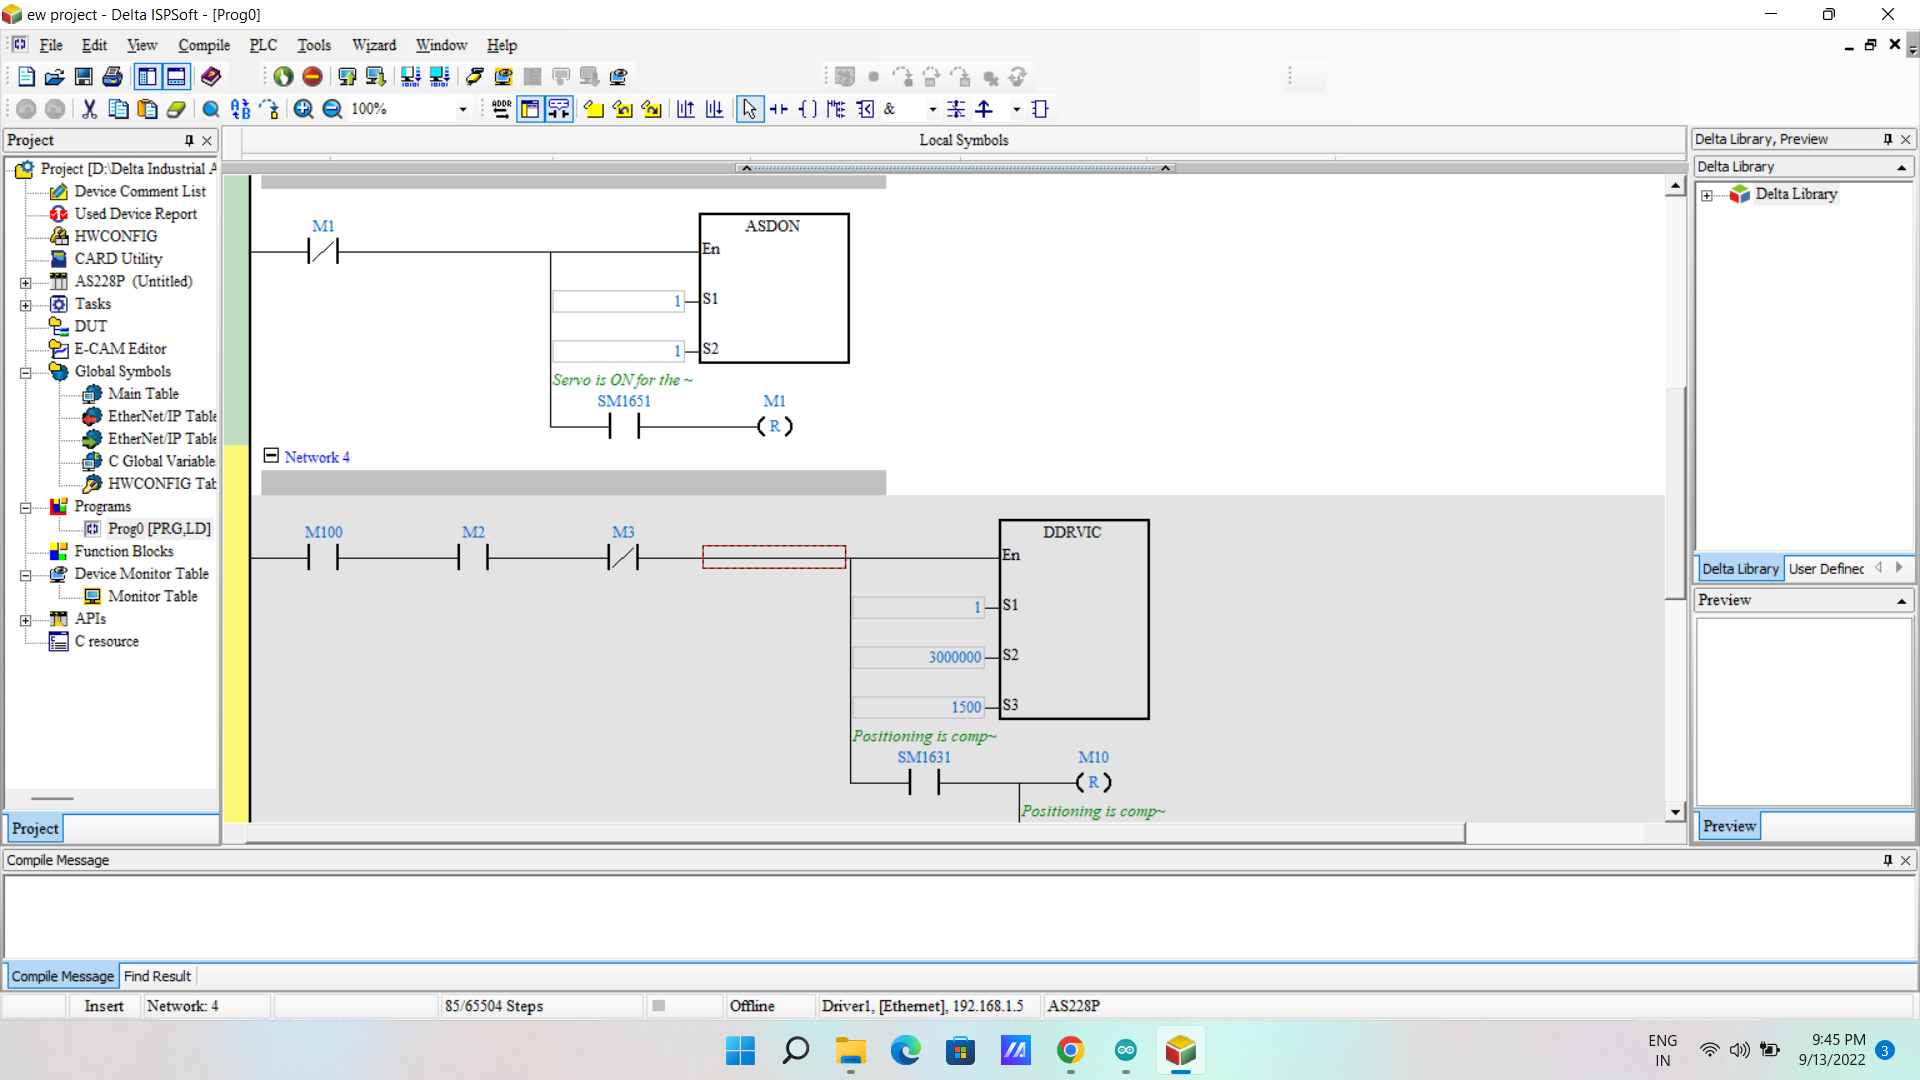 ew project - Delta ISPSoft - [Prog0]
File Edit View Compile PLC Tools Wizard Window Help
100% ADDR &
Project
Local Symbols
Delta Library, Preview
Project [D:\Delta Industrial A
Device Comment List
Used Device Report
HWCONFIG
CARD Utility
AS228P (Untitled)
Tasks
DUT
E-CAM Editor
Global Symbols
Main Table
EtherNet/IP Table
EtherNet/IP Table
C Global Variable
HWCONFIG Tab
Programs
Prog0 [PRG,LD]
Function Blocks
Device Monitor Table
Monitor Table
APIs
C resource
Project
M1
ASDON
En
1 S1
1 S2
Servo is ON for the ~
SM1651 M1
R
Network 4
M100 M2 M3
DDRVIC
En
1 S1
3000000 S2
1500 S3
Positioning is comp~
SM1631 M10
R
Positioning is comp~
Delta Library
Delta Library
Delta Library User Definec
Preview
Preview
Compile Message
Compile Message Find Result
Insert Network: 4 85/65504 Steps Offline Driver1, [Ethernet], 192.168.1.5 AS228P
ENG
IN
9:45 PM
9/13/2022
3